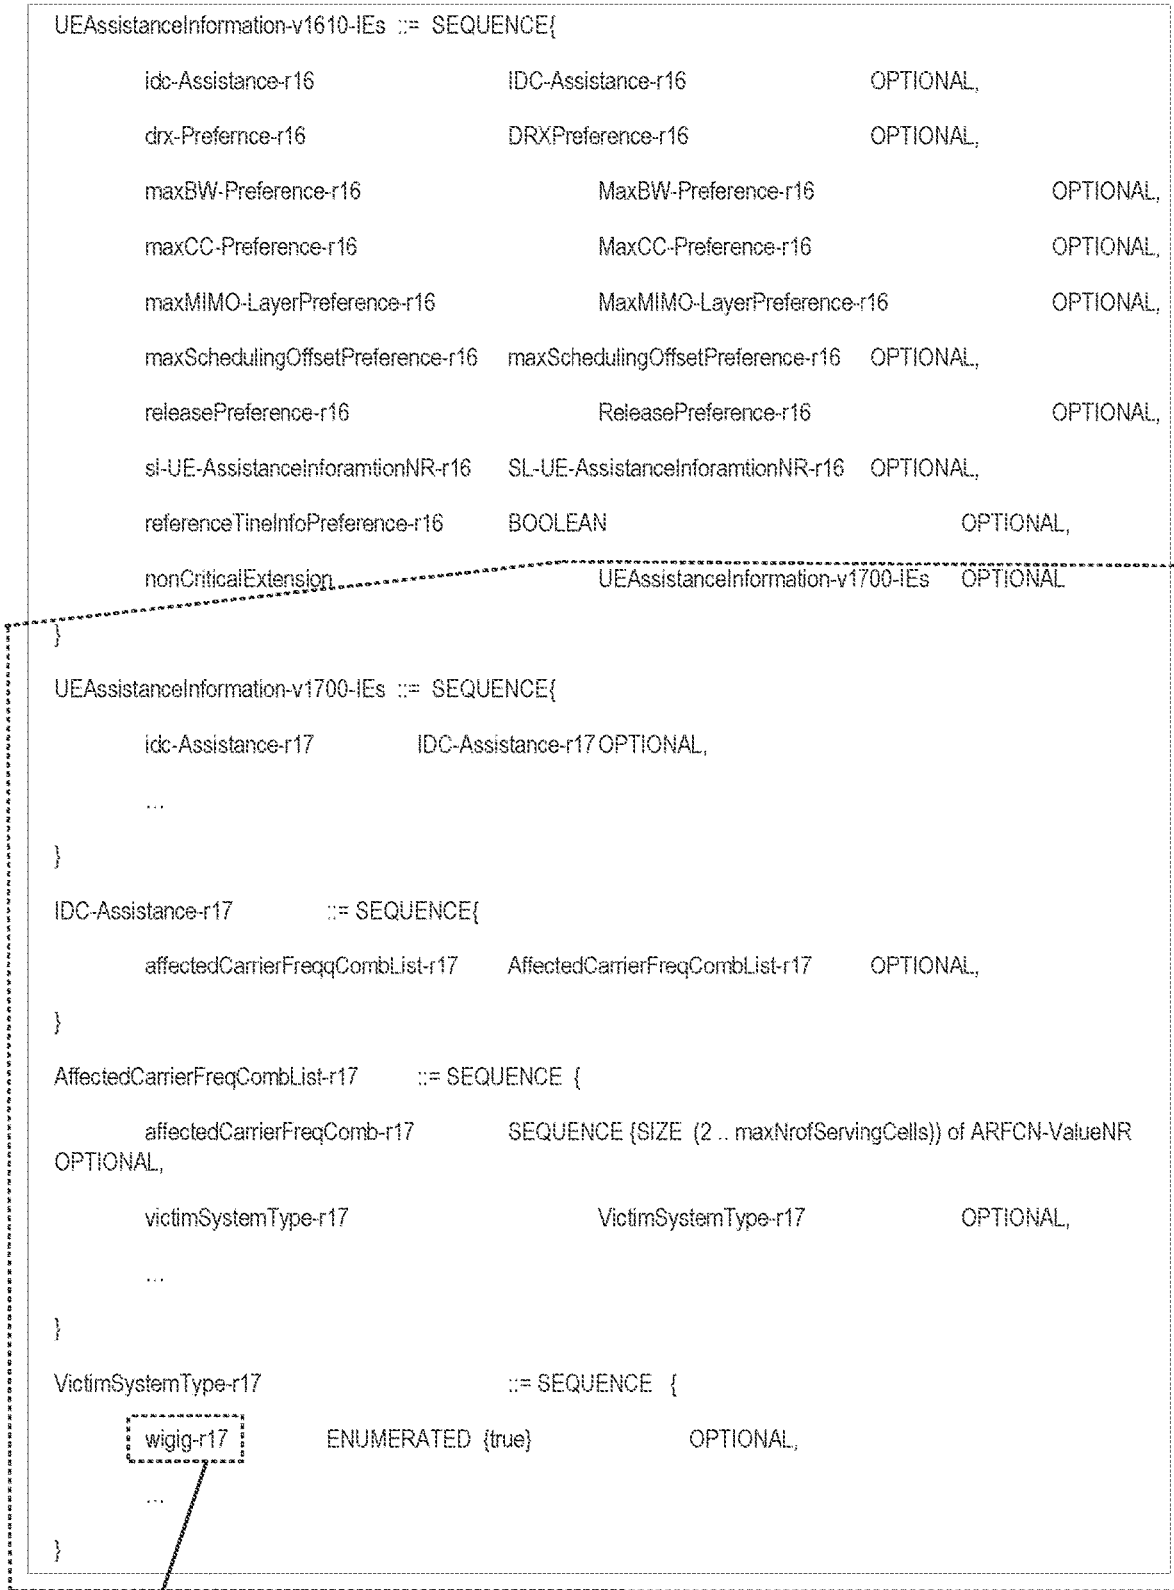 UEAssistanceInformation-v1610-IEs ::= SEQUENCE{
idc-Assistance-r16 IDC-Assistance-r16 OPTIONAL,
drx-Prefernce-r16 DRXPreference-r16 OPTIONAL,
maxBW-Preference-r16 MaxBW-Preference-r16 OPTIONAL,
maxCC-Preference-r16 MaxCC-Preference-r16 OPTIONAL,
maxMIMO-LayerPreference-r16 MaxMIMO-LayerPreference-r16 OPTIONAL,
maxSchedulingOffsetPreference-r16 maxSchedulingOffsetPreference-r16 OPTIONAL,
releasePreference-r16 ReleasePreference-r16 OPTIONAL,
sl-UE-AssistanceInforamtionNR-r16 SL-UE-AssistanceInforamtionNR-r16 OPTIONAL,
referenceTineInfoPreference-r16 BOOLEAN OPTIONAL,
nonCriticalExtension UEAssistanceInformation-v1700-IEs OPTIONAL
}
UEAssistanceInformation-v1700-IEs ::= SEQUENCE{
idc-Assistance-r17 IDC-Assistance-r17 OPTIONAL,
...
}
IDC-Assistance-r17 ::= SEQUENCE{
affectedCarrierFreqqCombList-r17 AffectedCarrierFreqCombList-r17 OPTIONAL,
}
AffectedCarrierFreqCombList-r17 ::= SEQUENCE {
affectedCarrierFreqComb-r17 SEQUENCE {SIZE (2 .. maxNrofServingCells)) of ARFCN-ValueNR
OPTIONAL,
victimSystemType-r17 VictimSystemType-r17 OPTIONAL,
...
}
VictimSystemType-r17 ::= SEQUENCE {
wigig-r17 ENUMERATED {true} OPTIONAL,
...
}